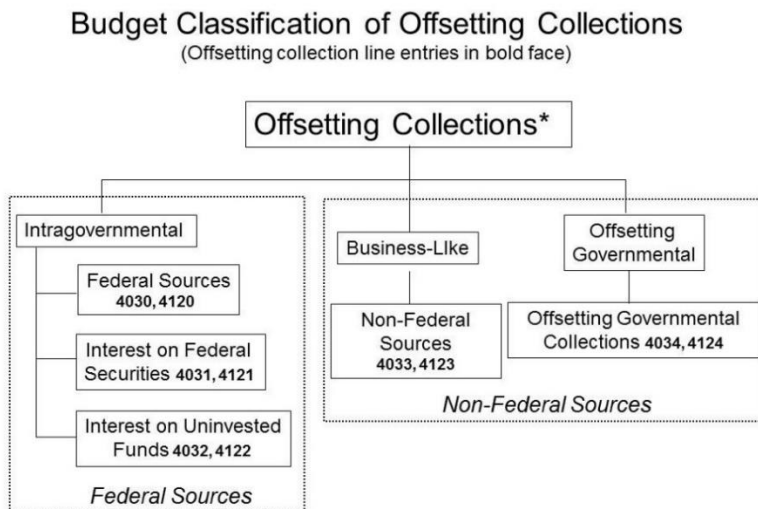 Budget Classification of Offsetting Collections
(Offsetting collection line entries in bold face)
Offsetting Collections*
Intragovernmental
Federal Sources
4030, 4120
Interest on Federal
Securities 4031, 4121
Interest on Uninvested
Funds 4032, 4122
Federal Sources
Business-LIke
Non-Federal
Sources
4033, 4123
Offsetting
Governmental
Offsetting Governmental
Collections 4034, 4124
Non-Federal Sources